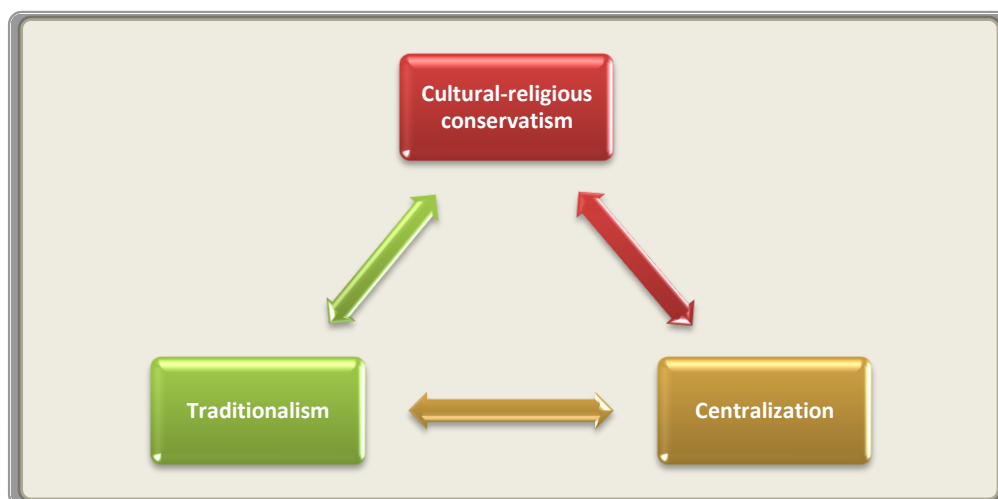 Cultural-religious
conservatism
Traditionalism
Centralization